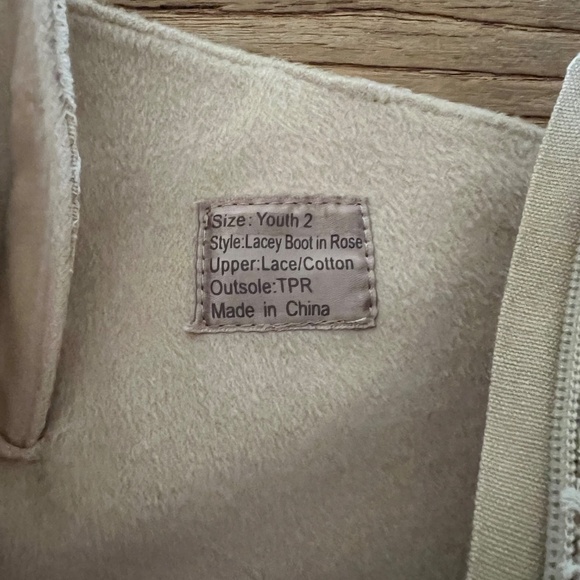 Size: Youth 2
Style:Lacey Boot in Rose
Upper:Lace/Cotton
Outsole:TPR
Made in China